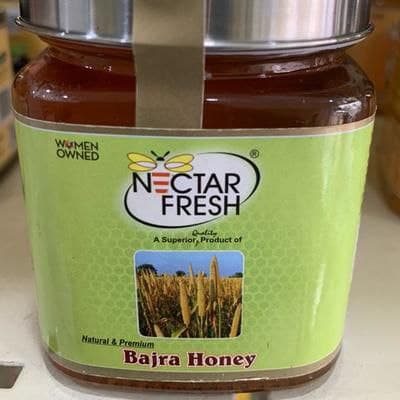 WOMEN
OWNED
NECTAR
FRESH
®
Quality
A Superior Product of
Natural & Premium
Bajra Honey